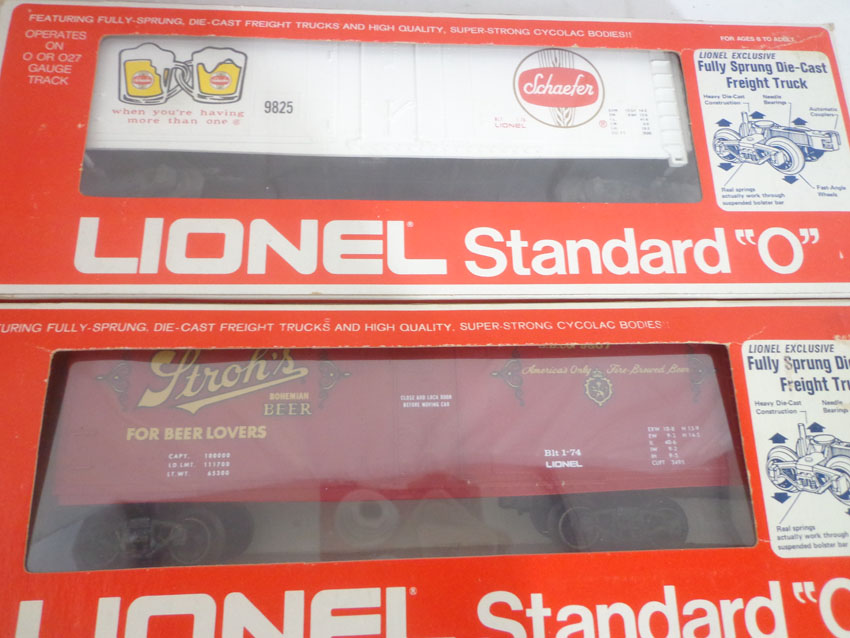 FEATURING FULLY-SPRUNG, DIE-CAST FREIGHT TRUCKS AND HIGH QUALITY, SUPER-STRONG CYCOLAC BODIES!!
FOR AGES 8 TO ADULT
OPERATES
ON
O OR O27
GAUGE
TRACK
when you're having
more than one ®
9825
Schaefer
®
LIONEL
LIONEL EXCLUSIVE
Fully Sprung Die-Cast
Freight Truck
Heavy Die-Cast
Construction
Needle
Bearings
Automatic
Couplers
Real springs
actually work through
suspended bolster bar
Fast-Angle
Wheels
LIONEL® Standard "O"
URING FULLY-SPRUNG, DIE-CAST FREIGHT TRUCKS AND HIGH QUALITY, SUPER-STRONG CYCOLAC BODIES
Stroh's
BOHEMIAN
BEER
FOR BEER LOVERS
CAPY. 100000
LD LMT. 111700
LT. WT. 65300
CLOSE AND LOCK DOOR
BEFORE MOVING CAR
America's Only Fire-Brewed Beer
Blt 1-74
LIONEL
LIONEL EXCLUSIVE
Fully Sprung Di
Freight Tru
Heavy Die-Cast
Construction
Needle
Bearings
Real springs
actually work through
suspended bolster bar
LIONEL® Standard "O